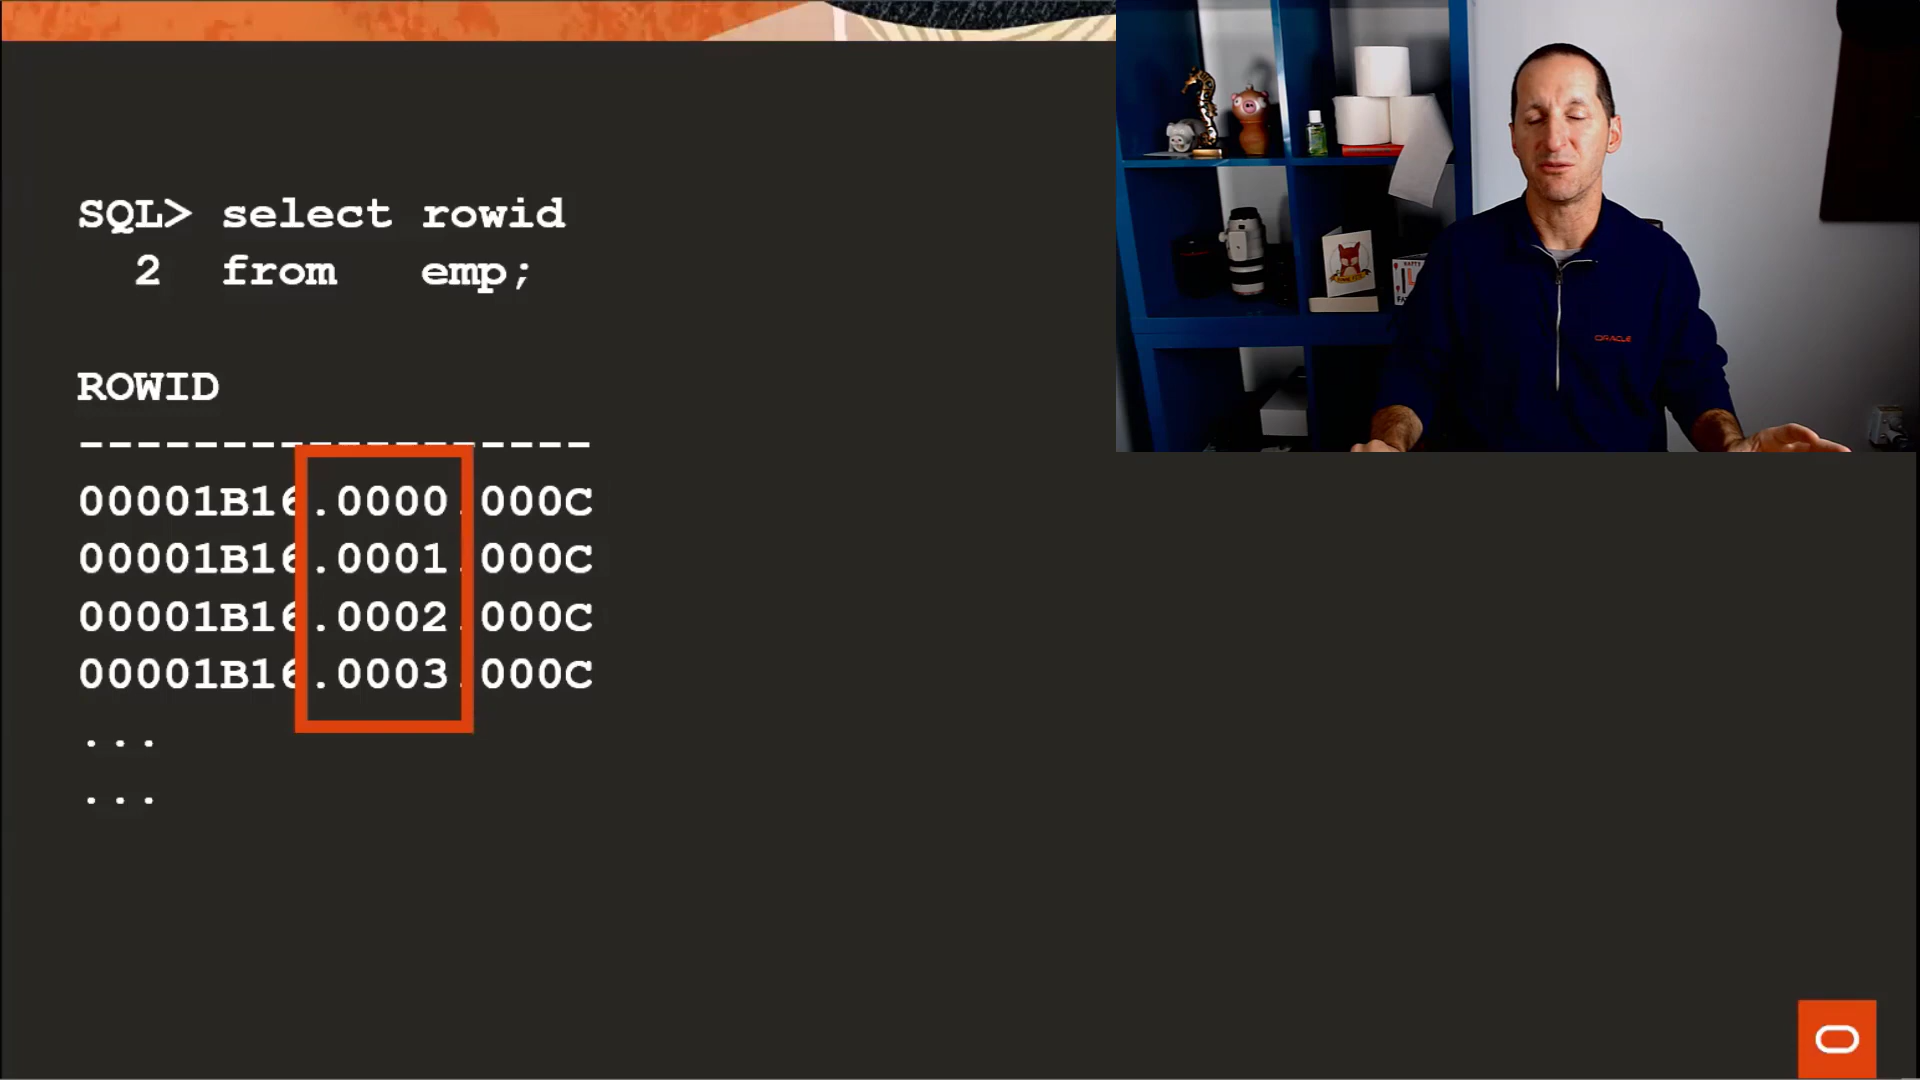 SQL> select rowid
2 from emp;
ROWID
------------------
00001B16.0000.000C
00001B16.0001.000C
00001B16.0002.000C
00001B16.0003.000C
...
...
ORACLE